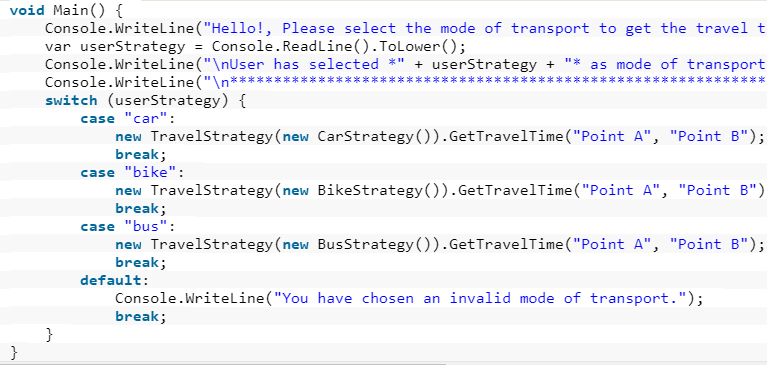 void Main() {
    Console.WriteLine("Hello!, Please select the mode of transport to get the travel t
    var userStrategy = Console.ReadLine().ToLower();
    Console.WriteLine("\nUser has selected *" + userStrategy + "* as mode of transport
    Console.WriteLine("\n*************************************************************
    switch (userStrategy) {
        case "car":
            new TravelStrategy(new CarStrategy()).GetTravelTime("Point A", "Point B");
            break;
        case "bike":
            new TravelStrategy(new BikeStrategy()).GetTravelTime("Point A", "Point B")
            break;
        case "bus":
            new TravelStrategy(new BusStrategy()).GetTravelTime("Point A", "Point B");
            break;
        default:
            Console.WriteLine("You have chosen an invalid mode of transport.");
            break;
    }
}